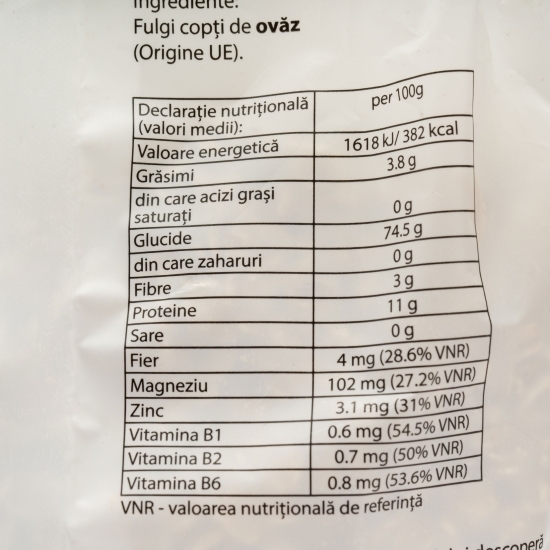 Ingrediente:
Fulgi copți de ovăz
(Origine UE).
Declarație nutrițională
(valori medii):
per 100g
Valoare energetică 1618 kJ/ 382 kcal
Grăsimi 3.8 g
din care acizi grași
saturați 0 g
Glucide 74.5 g
din care zaharuri 0 g
Fibre 3 g
Proteine 11 g
Sare 0 g
Fier 4 mg (28.6% VNR)
Magneziu 102 mg (27.2% VNR)
Zinc 3.1 mg (31% VNR)
Vitamina B1 0.6 mg (54.5% VNR)
Vitamina B2 0.7 mg (50% VNR)
Vitamina B6 0.8 mg (53.6% VNR)
VNR - valoarea nutrițională de referință